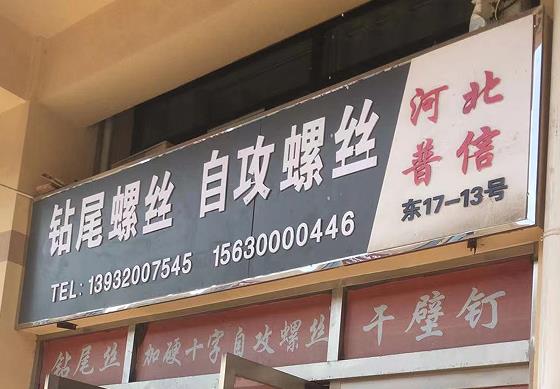 钻尾螺丝 自攻螺丝
TEL: 13932007545 15630000446
河北
普信
东17-13号
钻尾丝 加硬十字自攻螺丝 干壁钉